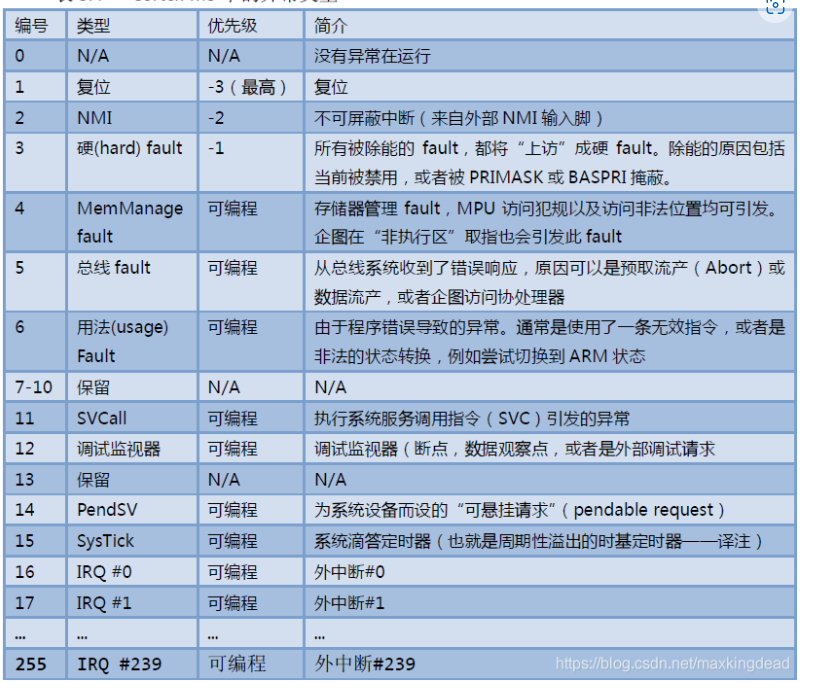 编号 类型 优先级 简介
0 N/A N/A 没有异常在运行
1 复位 -3（最高） 复位
2 NMI -2 不可屏蔽中断（来自外部 NMI 输入脚）
3 硬(hard) fault -1 所有被除能的 fault，都将“上访”成硬 fault。除能的原因包括
当前被禁用，或者被 PRIMASK 或 BASPRI 掩蔽。
4 MemManage 可编程 存储器管理 fault，MPU 访问犯规以及访问非法位置均可引发。
fault 企图在“非执行区”取指也会引发此 fault
5 总线 fault 可编程 从总线系统收到了错误响应，原因可以是预取流产（Abort）或
数据流产，或者企图访问协处理器
6 用法(usage) 可编程 由于程序错误导致的异常。通常是使用了一条无效指令，或者是
Fault 非法的状态转换，例如尝试切换到 ARM 状态
7-10 保留 N/A N/A
11 SVCall 可编程 执行系统服务调用指令（SVC）引发的异常
12 调试监视器 可编程 调试监视器（断点，数据观察点，或者是外部调试请求
13 保留 N/A N/A
14 PendSV 可编程 为系统设备而设的“可悬挂请求”（pendable request）
15 SysTick 可编程 系统滴答定时器（也就是周期性溢出的时基定时器——译注）
16 IRQ #0 可编程 外中断#0
17 IRQ #1 可编程 外中断#1
… … … …
255 IRQ #239 可编程 外中断#239
https://blog.csdn.net/maxkingdead